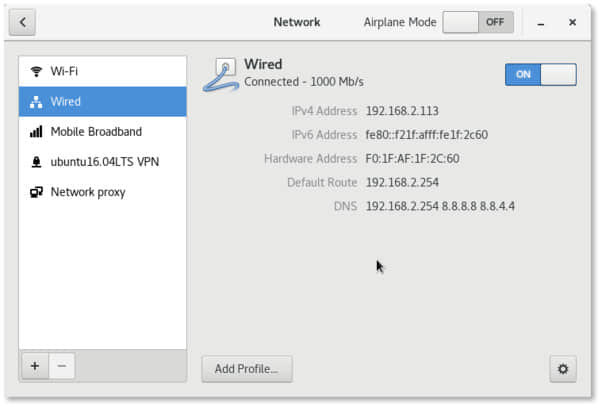 Network
Airplane Mode OFF
Wi-Fi
Wired
Mobile Broadband
ubuntu16.04LTS VPN
Network proxy
Wired
Connected - 1000 Mb/s
ON
IPv4 Address 192.168.2.113
IPv6 Address fe80::f21f:afff:fe1f:2c60
Hardware Address F0:1F:AF:1F:2C:60
Default Route 192.168.2.254
DNS 192.168.2.254 8.8.8.8 8.8.4.4
Add Profile...